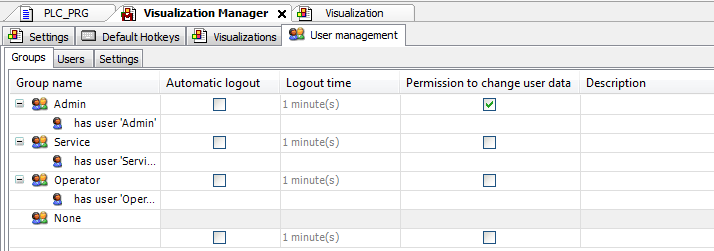 PLC_PRG Visualization Manager Visualization
Settings Default Hotkeys Visualizations User management
Groups Users Settings
Group name Automatic logout Logout time Permission to change user data Description
Admin 1 minute(s)
has user 'Admin'
Service 1 minute(s)
has user 'Servi...
Operator 1 minute(s)
has user 'Oper...
None
1 minute(s)